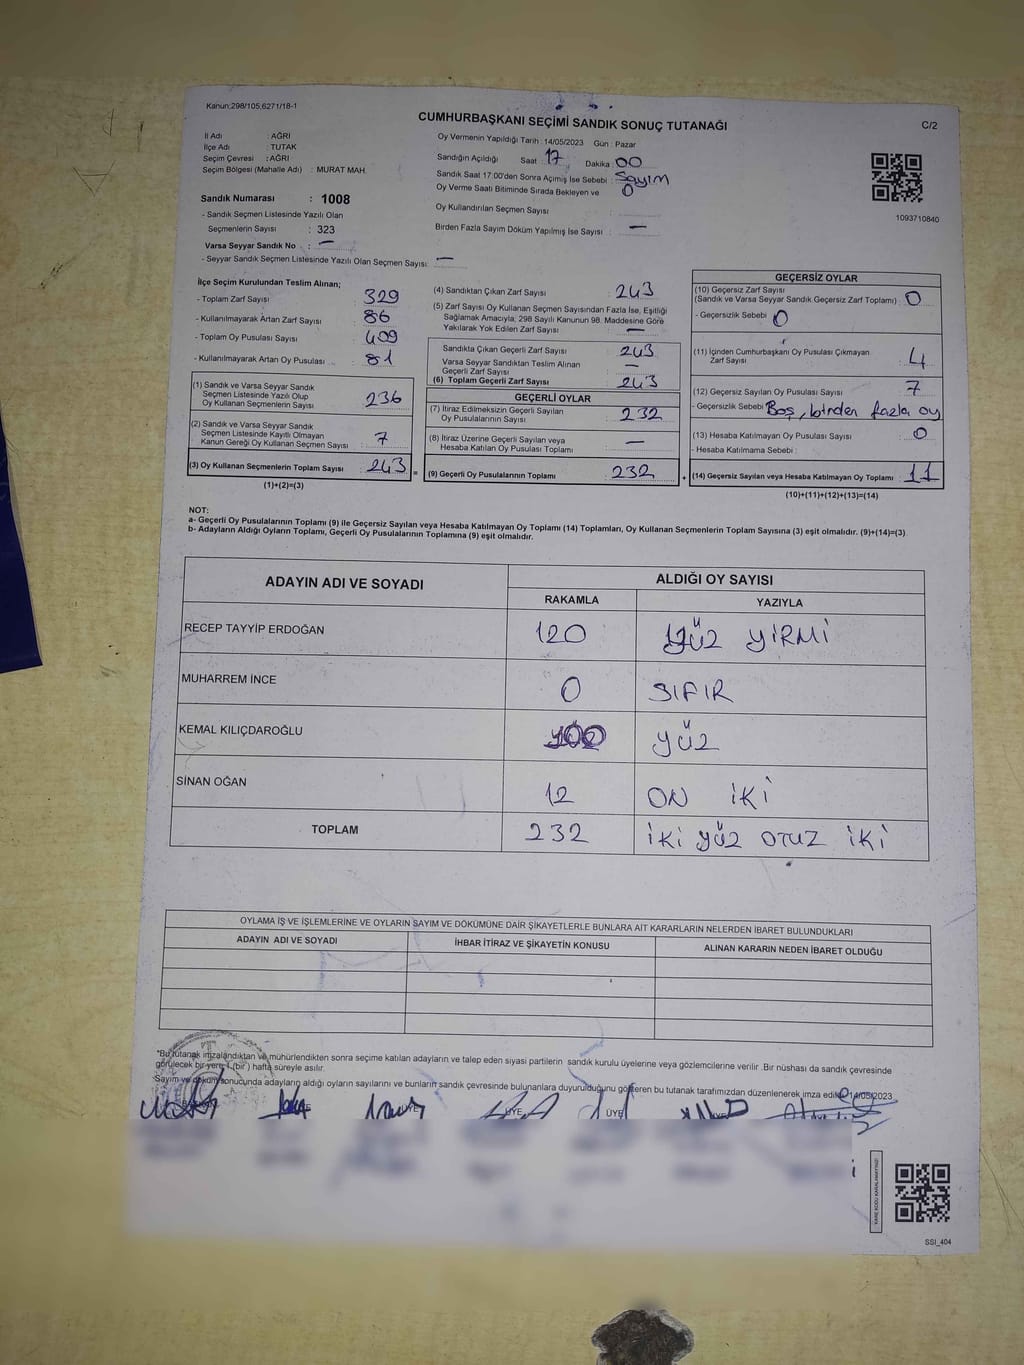 Kanun:298/105,6271/18-1
CUMHURBAŞKANI SEÇİMİ SANDIK SONUÇ TUTANAĞI
C/2
İl Adı : AĞRI
İlçe Adı : TUTAK
Seçim Çevresi : AĞRI
Seçim Bölgesi (Mahalle Adı) : MURAT MAH.
Sandık Numarası : 1008
- Sandık Seçmen Listesinde Yazılı Olan
Seçmenlerin Sayısı : 323
Varsa Seyyar Sandık No : —
- Seyyar Sandık Seçmen Listesinde Yazılı Olan Seçmen Sayısı: —
Oy Vermenin Yapıldığı Tarih : 14/05/2023 Gün : Pazar
Sandığın Açıldığı Saat : 17 Dakika : 00
Sandık Saat 17:00'den Sonra Açımış İse Sebebi : Sayım
Oy Verme Saati Bitiminde Sırada Bekleyen ve 0
Oy Kullandırılan Seçmen Sayısı :
Birden Fazla Sayım Döküm Yapılmış İse Sayısı : —
1093710840
İlçe Seçim Kurulundan Teslim Alınan;
- Toplam Zarf Sayısı : 329
- Kullanılmayarak Artan Zarf Sayısı : 86
- Toplam Oy Pusulası Sayısı : 409
- Kullanılmayarak Artan Oy Pusulası : 81
(1) Sandık ve Varsa Seyyar Sandık
Seçmen Listesinde Yazılı Olup
Oy Kullanan Seçmenlerin Sayısı : 236
(2) Sandık ve Varsa Seyyar Sandık
Seçmen Listesinde Kayıtlı Olmayan
Kanun Gereği Oy Kullanan Seçmen Sayısı : 7
(3) Oy Kullanan Seçmenlerin Toplam Sayısı : 243
(1)+(2)=(3)
(4) Sandıktan Çıkan Zarf Sayısı : 243
(5) Zarf Sayısı Oy Kullanan Seçmen Sayısından Fazla İse, Eşitliği
Sağlamak Amacıyla; 298 Sayılı Kanunun 98. Maddesine Göre
Yakılarak Yok Edilen Zarf Sayısı : —
Sandıkta Çıkan Geçerli Zarf Sayısı : 243
Varsa Seyyar Sandıktan Teslim Alınan
Geçerli Zarf Sayısı : —
(6) Toplam Geçerli Zarf Sayısı : 243
GEÇERLİ OYLAR
(7) İtiraz Edilmeksizin Geçerli Sayılan
Oy Pusulalarının Sayısı : 232
(8) İtiraz Üzerine Geçerli Sayılan veya
Hesaba Katılan Oy Pusulası Toplamı : —
(9) Geçerli Oy Pusulalarının Toplamı : 232
GEÇERSİZ OYLAR
(10) Geçersiz Zarf Sayısı
(Sandık ve Varsa Seyyar Sandık Geçersiz Zarf Toplamı) : 0
- Geçersizlik Sebebi : 0
(11) İçinden Cumhurbaşkanı Oy Pusulası Çıkmayan
Zarf Sayısı : 4
(12) Geçersiz Sayılan Oy Pusulası Sayısı : 7
- Geçersizlik Sebebi : Boş, birden fazla oy
(13) Hesaba Katılmayan Oy Pusulası Sayısı : 0
- Hesaba Katılmama Sebebi :
(14) Geçersiz Sayılan veya Hesaba Katılmayan Oy Toplamı : 11
(10)+(11)+(12)+(13)=(14)
NOT:
a- Geçerli Oy Pusulalarının Toplamı (9) ile Geçersiz Sayılan veya Hesaba Katılmayan Oy Toplamı (14) Toplamları, Oy Kullanan Seçmenlerin Toplam Sayısına (3) eşit olmalıdır. (9)+(14)=(3)
b- Adayların Aldığı Oyların Toplamı, Geçerli Oy Pusulalarının Toplamına (9) eşit olmalıdır.
ADAYIN ADI VE SOYADI
ALDIĞI OY SAYISI
RAKAMLA YAZIYLA
RECEP TAYYİP ERDOĞAN 120 YÜZ YİRMİ
MUHARREM İNCE 0 SIFIR
KEMAL KILIÇDAROĞLU 100 YÜZ
SİNAN OĞAN 12 ON İKİ
TOPLAM 232 İKİ YÜZ OTUZ İKİ
OYLAMA İŞ VE İŞLEMLERİNE VE OYLARIN SAYIM VE DÖKÜMÜNE DAİR ŞİKAYETLERLE BUNLARA AİT KARARLARIN NELERDEN İBARET BULUNDUKLARI
ADAYIN ADI VE SOYADI İHBAR İTİRAZ VE ŞİKAYETİN KONUSU ALINAN KARARIN NEDEN İBARET OLDUĞU
*Bu tutanak imzalandıktan ve mühürlendikten sonra seçime katılan adayların ve talep eden siyasi partilerin sandık kurulu üyelerine veya gözlemcilerine verilir .Bir nüshası da sandık çevresinde
görülecek bir yere 1 (bir ) hafta süreyle asılır.
Sayım ve döküm sonucunda adayların aldığı oyların sayılarını ve bunların sandık çevresinde bulunanlara duyurulduğunu gösteren bu tutanak tarafımızdan düzenlenerek imza edildi. 14/05/2023
ÜYE ÜYE ÜYE
KARE KODU KARALAMAYINIZ!
SSI_404